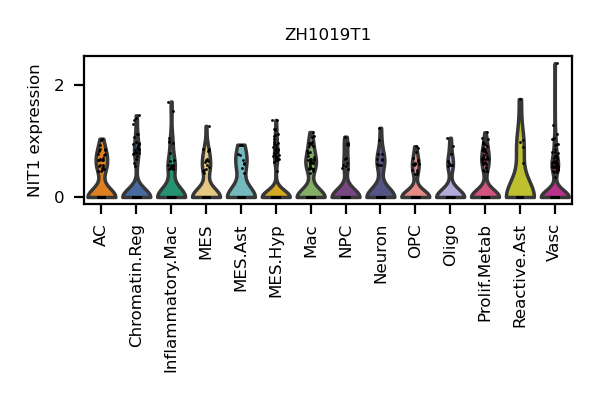 ZH1019T1
NIT1 expression
2
0
AC
Chromatin.Reg
Inflammatory.Mac
MES
MES.Ast
MES.Hyp
Mac
NPC
Neuron
OPC
Oligo
Prolif.Metab
Reactive.Ast
Vasc